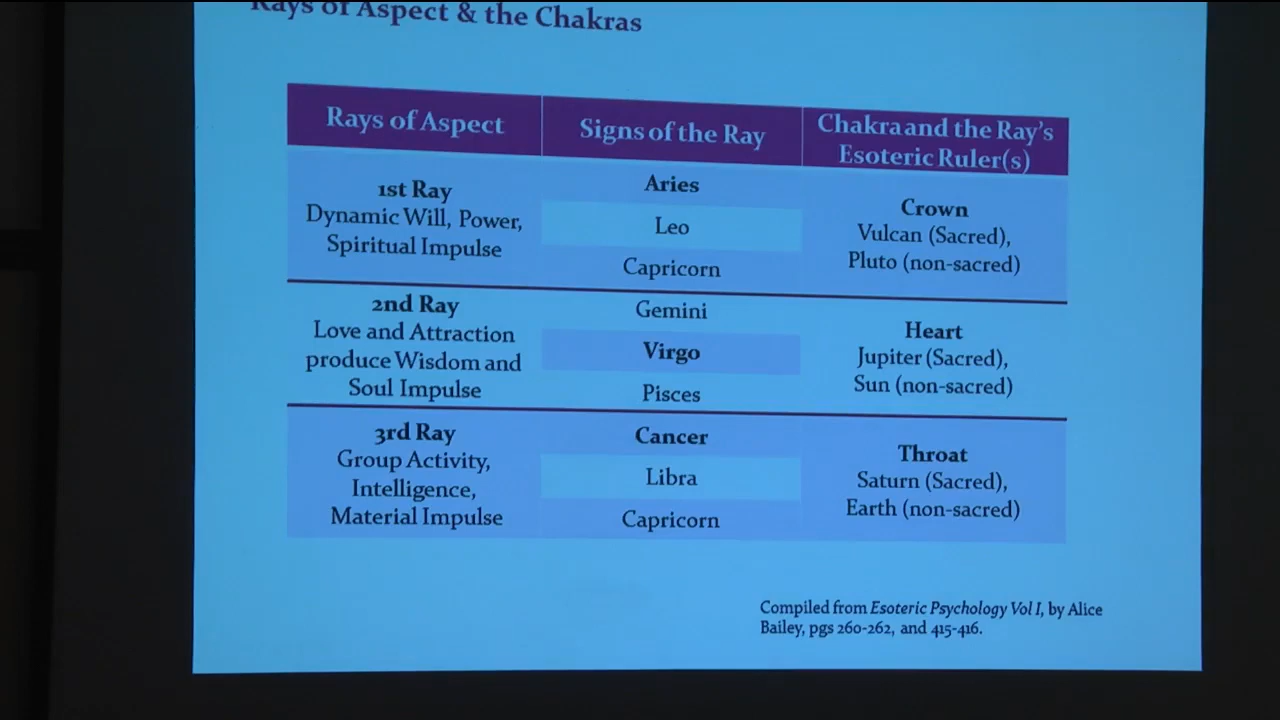 Rays of Aspect & the Chakras
Rays of Aspect
Signs of the Ray
Chakra and the Ray's
Esoteric Ruler(s)
1st Ray
Dynamic Will, Power,
Spiritual Impulse
Aries
Leo
Capricorn
Crown
Vulcan (Sacred),
Pluto (non-sacred)
2nd Ray
Love and Attraction
produce Wisdom and
Soul Impulse
Gemini
Virgo
Pisces
Heart
Jupiter (Sacred),
Sun (non-sacred)
3rd Ray
Group Activity,
Intelligence,
Material Impulse
Cancer
Libra
Capricorn
Throat
Saturn (Sacred),
Earth (non-sacred)
Compiled from Esoteric Psychology Vol I, by Alice
Bailey, pgs 260-262, and 415-416.